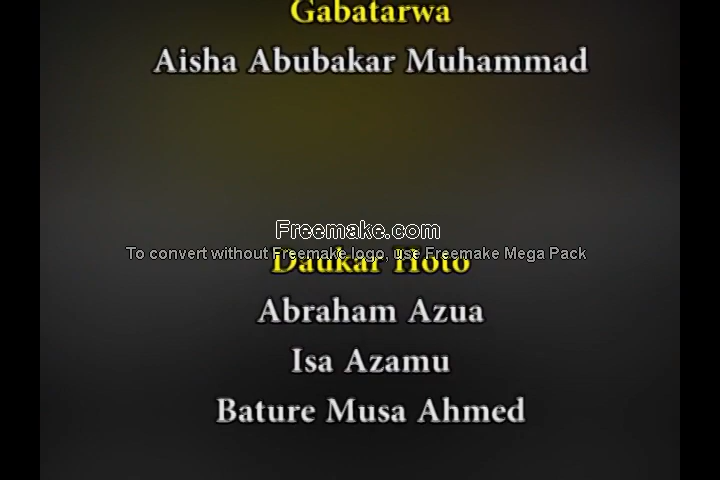 Gabatarwa
Aisha Abubakar Muhammad
Freemake.com
To convert without Freemake logo, use Freemake Mega Pack
Daukar Hoto
Abraham Azua
Isa Azamu
Bature Musa Ahmed